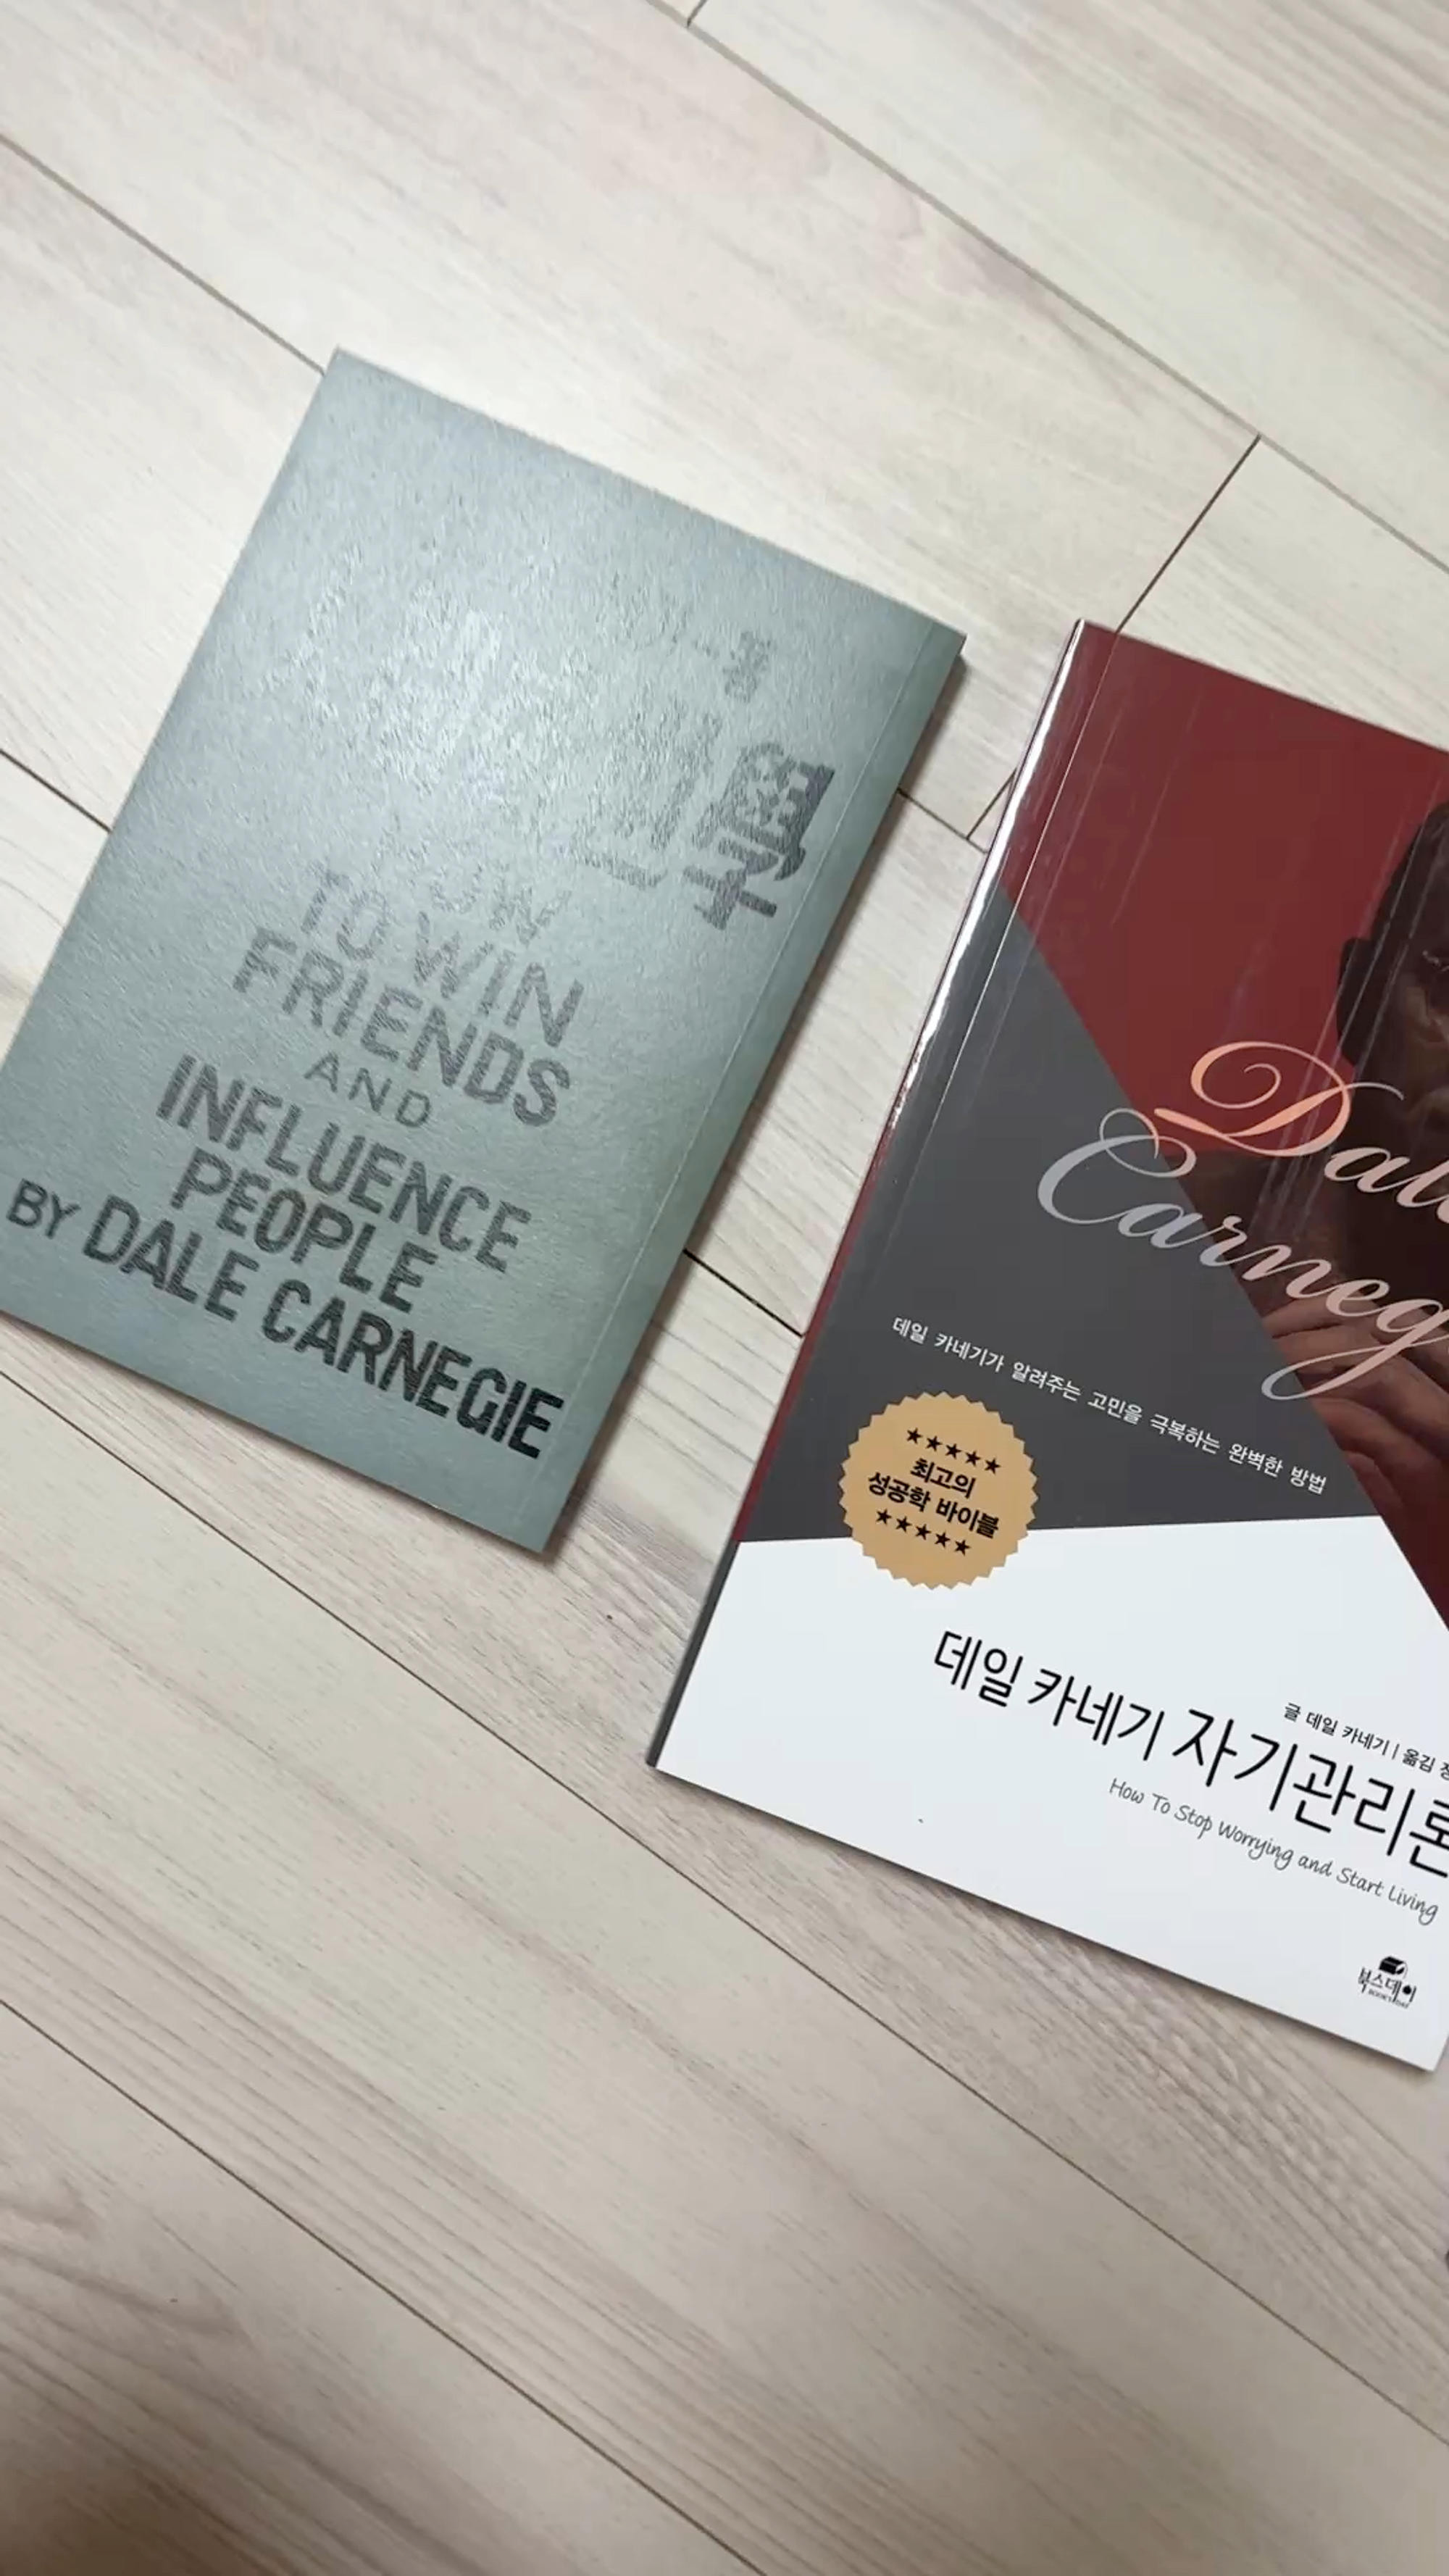 學
TO WIN
FRIENDS
AND
INFLUENCE
PEOPLE
BY DALE CARNEGIE
Dale
Carneg
데일 카네기가 알려주는 고민을 극복하는 완벽한 방법
★★★★★
최고의
성공학 바이블
★★★★★
글 데일 카네기 | 옮김
데일 카네기 자기관리론
How To Stop Worrying and Start Living
북스데이